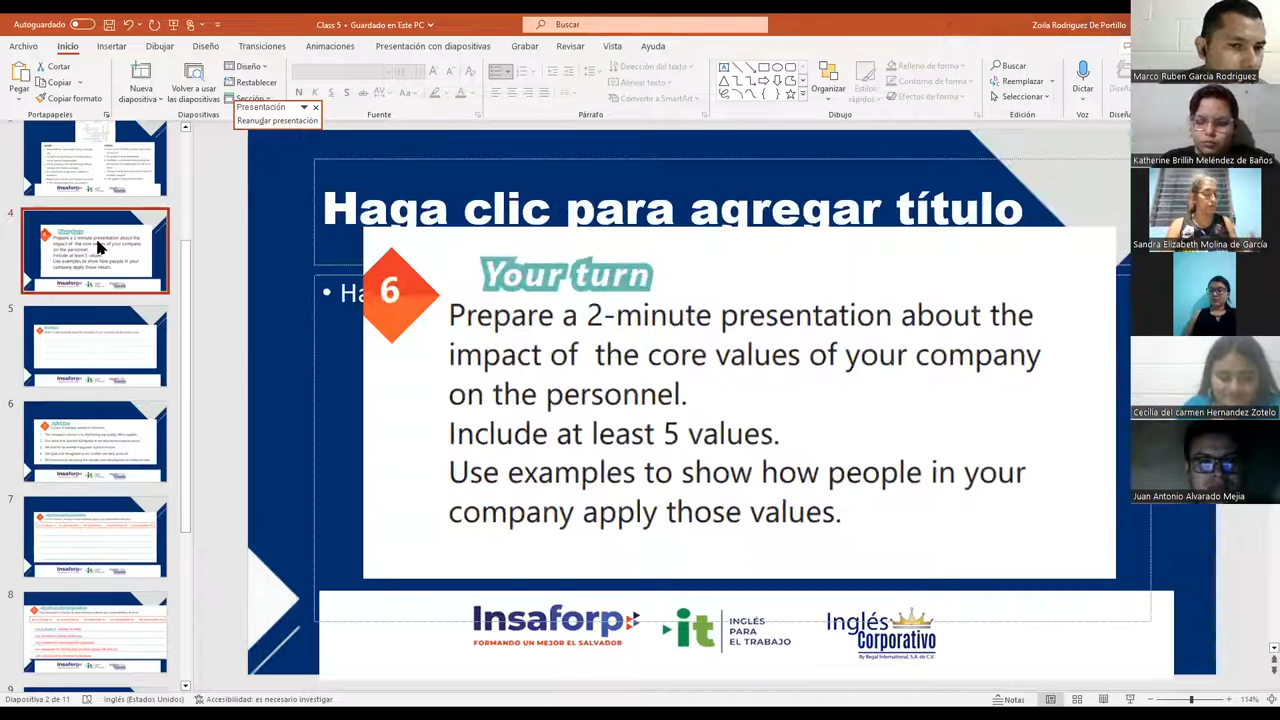 Autoguardado
Class 5 • Guardado en Este PC
Buscar
Zoila Rodriguez De Portillo
Archivo
Inicio
Insertar
Dibujar
Diseño
Transiciones
Animaciones
Presentación con diapositivas
Grabar
Revisar
Vista
Ayuda
Pegar
Cortar
Copiar
Copiar formato
Portapapeles
Nueva
diapositiva
Volver a usar
las diapositivas
Diapositivas
Diseño
Restablecer
Sección
Presentación
Reanudar presentación
Fuente
Dirección del texto
Alinear texto
Convertir a SmartArt
Párrafo
Organizar
Estilos
rápidos
Relleno de forma
Contorno de forma
Efectos de forma
Dibujo
Buscar
Reemplazar
Seleccionar
Edición
Dictar
Voz
4
5
6
7
8
Haga clic para agregar título
6
Your turn
Prepare a 2-minute presentation about the
impact of the core values of your company
on the personnel.
Include at least 5 values.
Use examples to show how people in your
company apply those values.
Insaforp
FORMANDO UN MEJOR EL SALVADOR
it
INGLÉS
PARA
EL TRABAJO
Inglés
Corporativo
By Regal International, S.A. de C.V.
Marco Ruben Garcia Rodriguez
Katherine Brillih Meléndez de Baños
Sandra Elizabeth Molina de García
Cecilia del carmen Hernandez Zotelo
Juan Antonio Alvarado Mejia
Diapositiva 2 de 11
Inglés (Estados Unidos)
Accesibilidad: es necesario investigar
Notas
114%